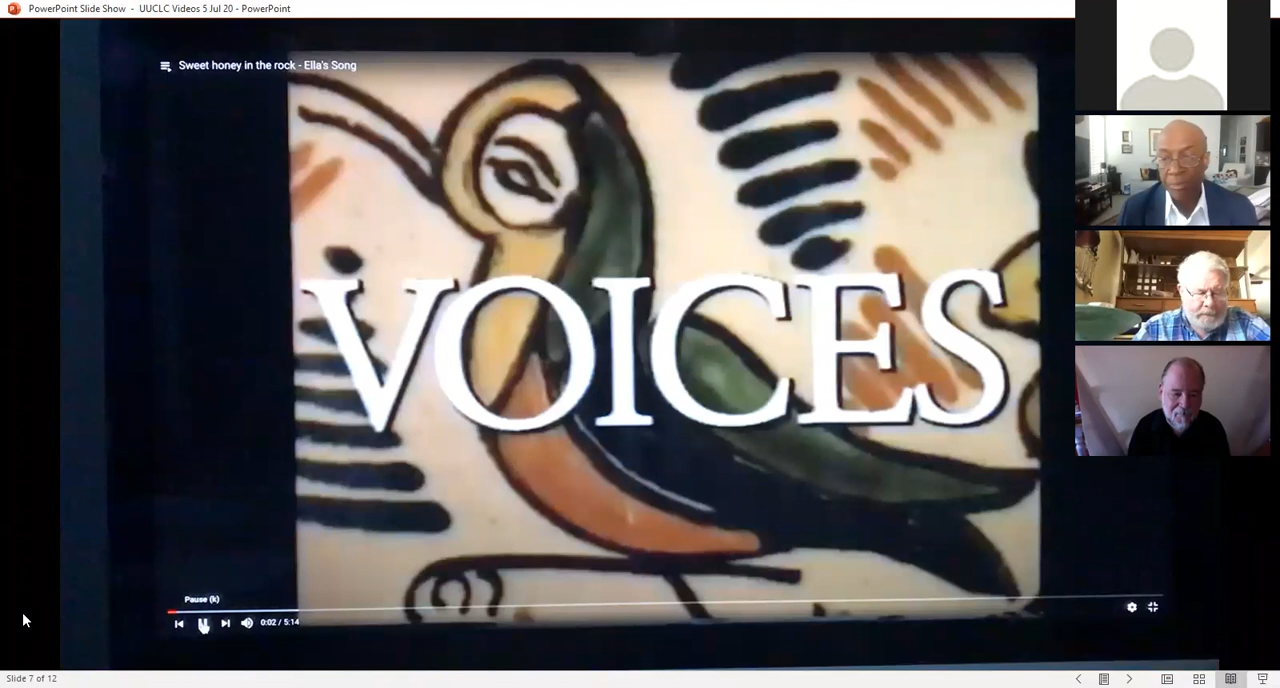 PowerPoint Slide Show - UUCLC Videos 5 Jul 20 - PowerPoint
Sweet honey in the rock - Ella's Song
VOICES
Pause (k)
0:02 / 5:14
Slide 7 of 12